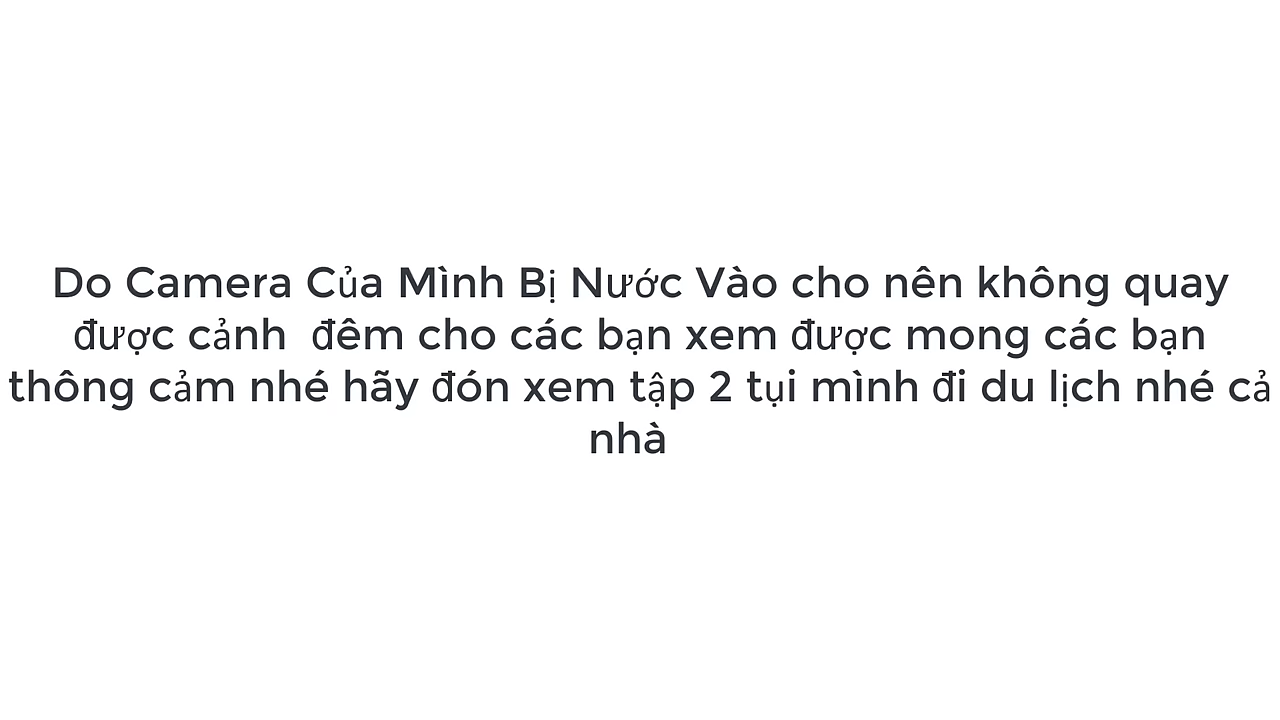 Do Camera Của Mình Bị Nước Vào cho nên không quay
được cảnh  đêm cho các bạn xem được mong các bạn
thông cảm nhé hãy đón xem tập 2 tụi mình đi du lịch nhé cả
nhà